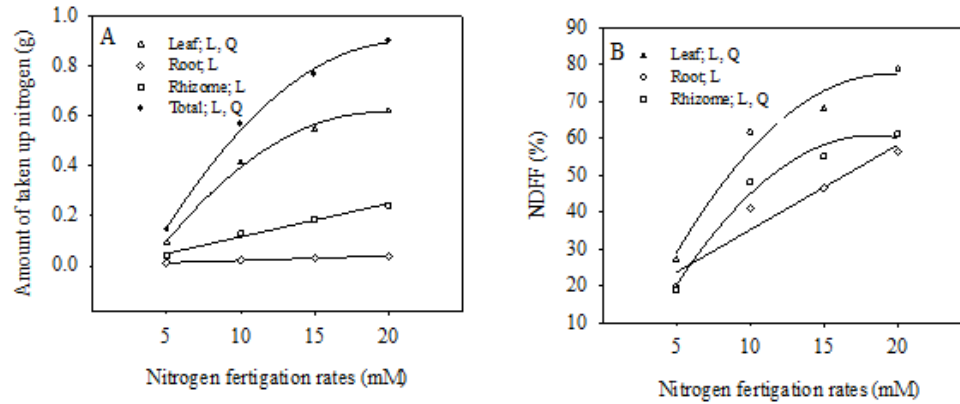 A
Leaf; L, Q
Root; L
Rhizome; L
Total; L, Q
Amount of taken up nitrogen (g)
1.0
0.8
0.6
0.4
0.2
0.0
5 10 15 20
Nitrogen fertigation rates (mM)
B
Leaf; L, Q
Root; L
Rhizome; L, Q
NDFF (%)
90
80
70
60
50
40
30
20
10
5 10 15 20
Nitrogen fertigation rates (mM)